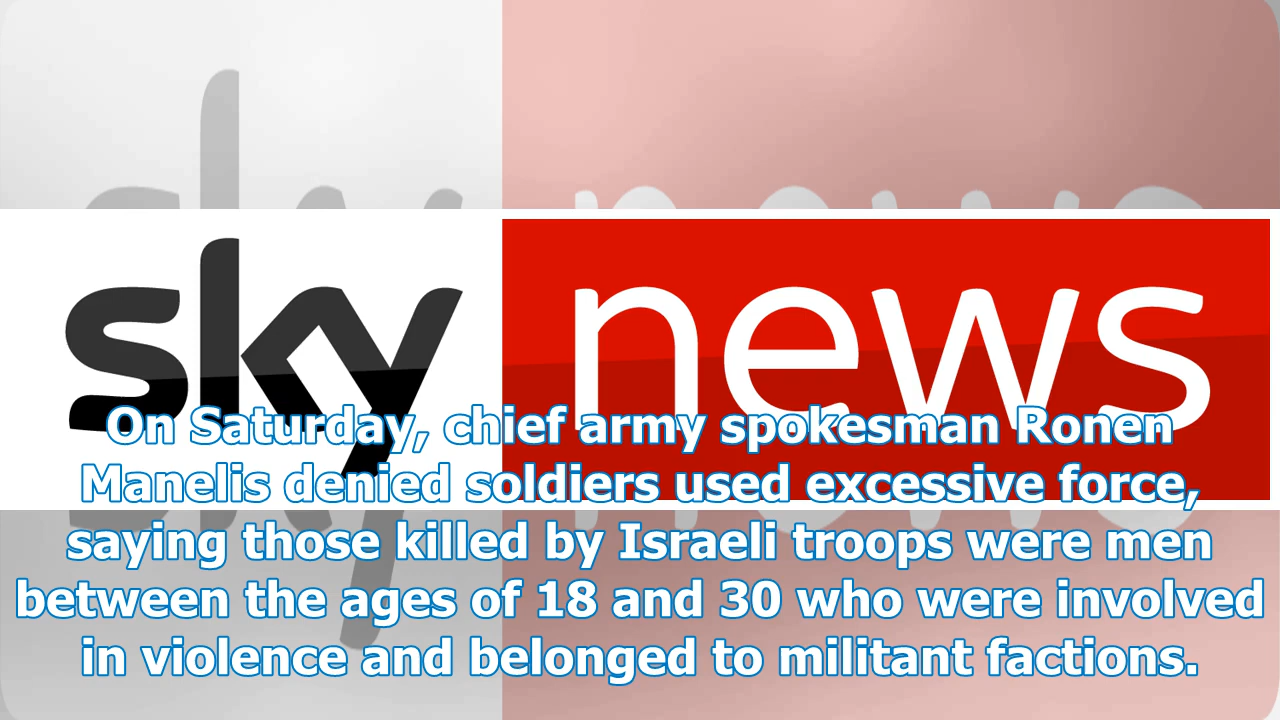 sky news
On Saturday, chief army spokesman Ronen
Manelis denied soldiers used excessive force,
saying those killed by Israeli troops were men
between the ages of 18 and 30 who were involved
in violence and belonged to militant factions.